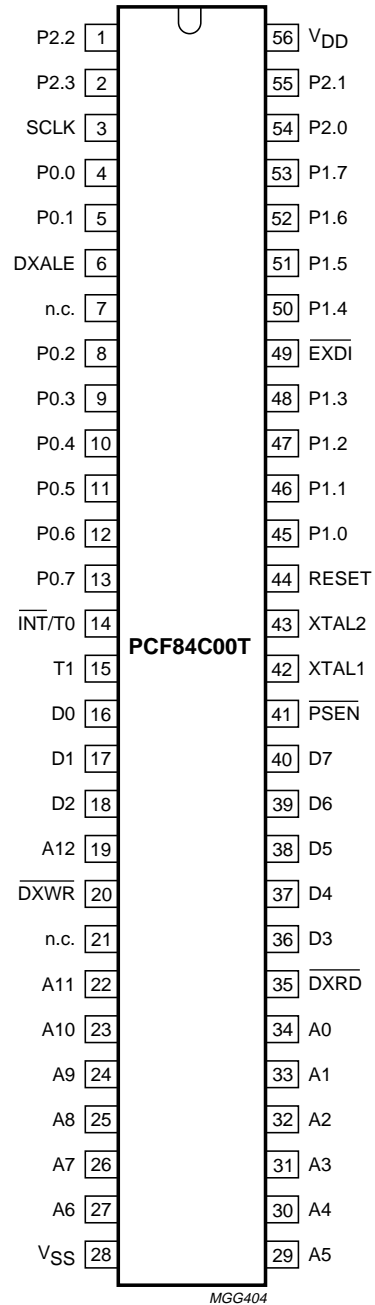 P2.2 1 56 VDD
P2.3 2 55 P2.1
SCLK 3 54 P2.0
P0.0 4 53 P1.7
P0.1 5 52 P1.6
DXALE 6 51 P1.5
n.c. 7 50 P1.4
P0.2 8 49 EXDI
P0.3 9 48 P1.3
P0.4 10 47 P1.2
P0.5 11 46 P1.1
P0.6 12 45 P1.0
P0.7 13 44 RESET
INT/T0 14 43 XTAL2
PCF84C00T
T1 15 42 XTAL1
D0 16 41 PSEN
D1 17 40 D7
D2 18 39 D6
A12 19 38 D5
DXWR 20 37 D4
n.c. 21 36 D3
A11 22 35 DXRD
A10 23 34 A0
A9 24 33 A1
A8 25 32 A2
A7 26 31 A3
A6 27 30 A4
VSS 28 29 A5
MGG404